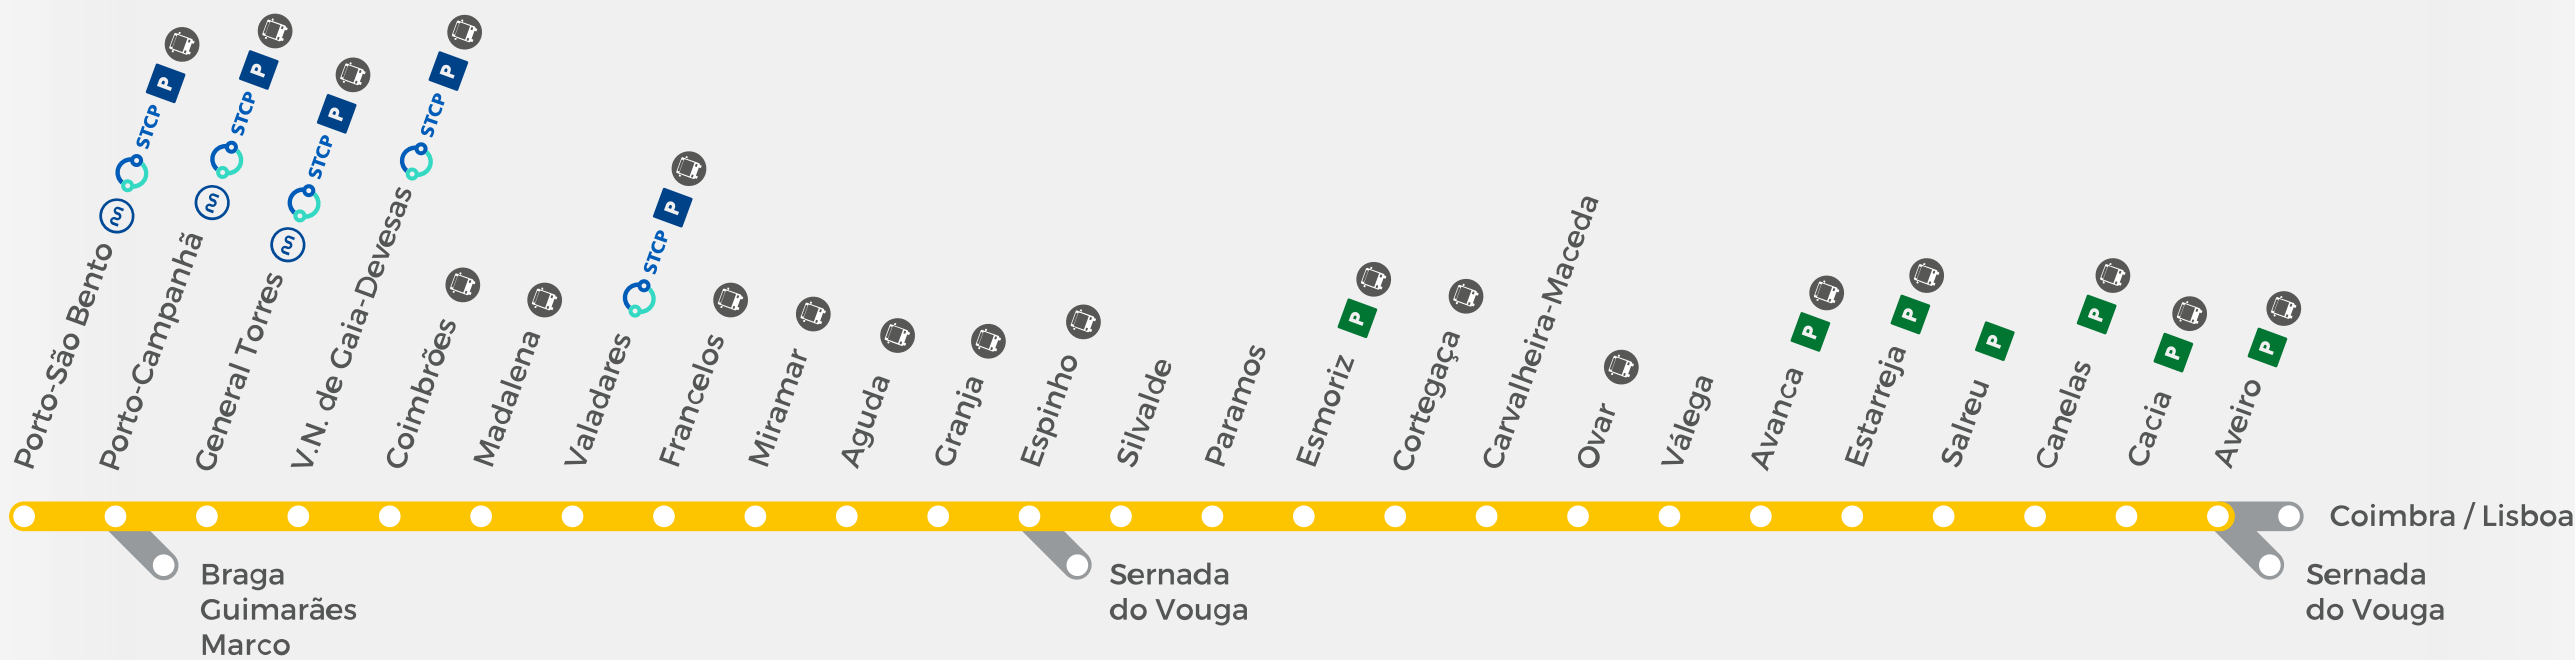 Porto-São Bento STCP P
Porto-Campanhã STCP P
General Torres STCP P
V.N. de Gaia-Devesas STCP P
Coimbrões
Madalena
Valadares STCP P
Francelos
Miramar
Aguda
Granja
Espinho
Silvalde
Paramos
Esmoriz P
Cortegaça
Carvalheira-Maceda
Ovar
Válega
Avanca P
Estarreja P
Salreu P
Canelas P
Cacia P
Aveiro P
Coimbra / Lisboa
Braga
Guimarães
Marco
Sernada
do Vouga
Sernada
do Vouga